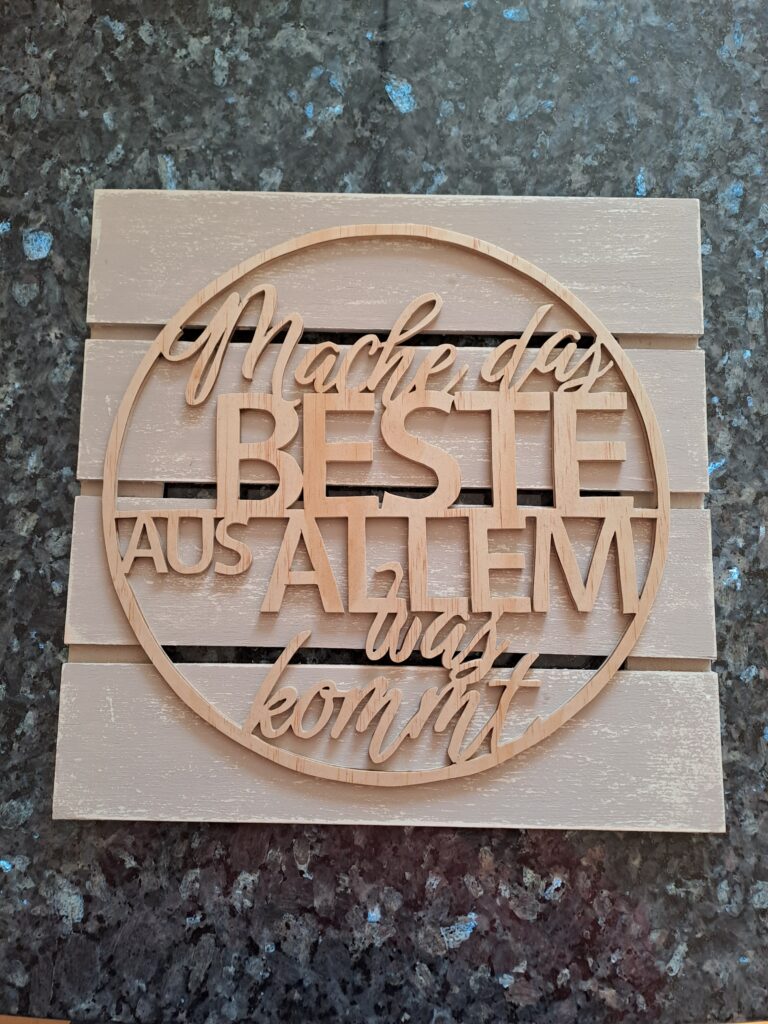 Mache das
BESTE
AUS ALLEM
was
kommt